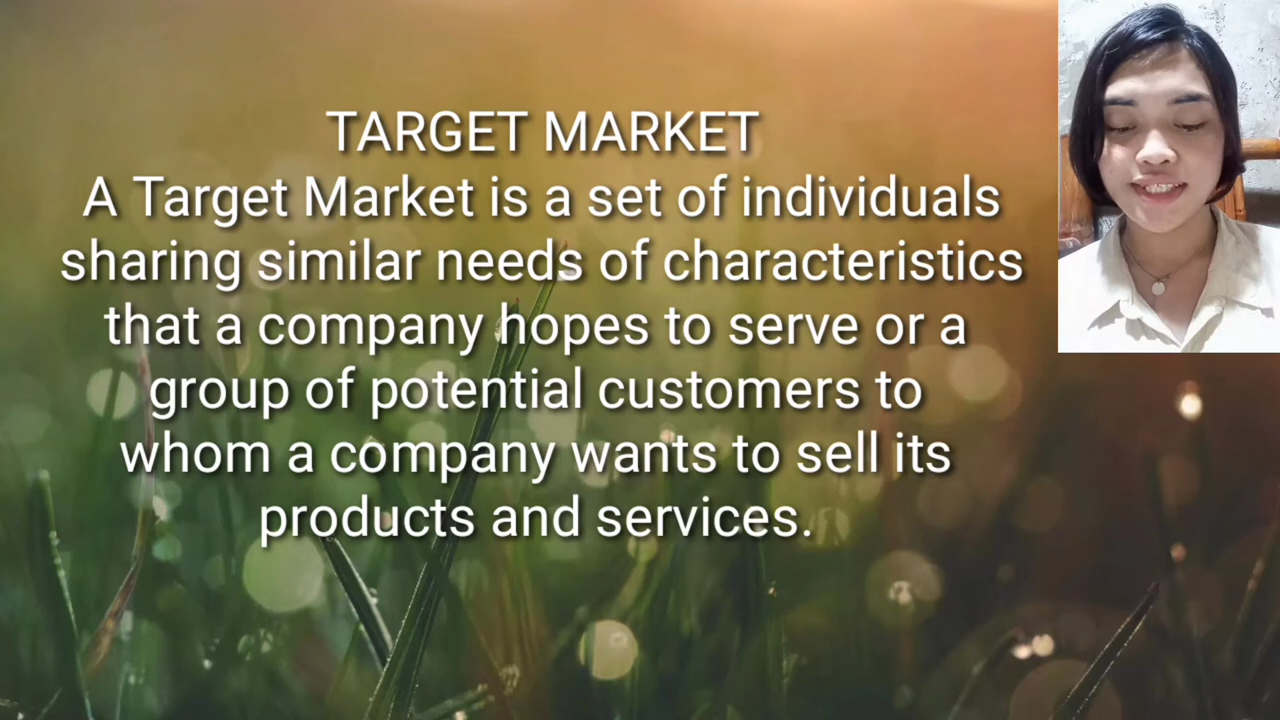 TARGET MARKET
A Target Market is a set of individuals
sharing similar needs of characteristics
that a company hopes to serve or a
group of potential customers to
whom a company wants to sell its
products and services.